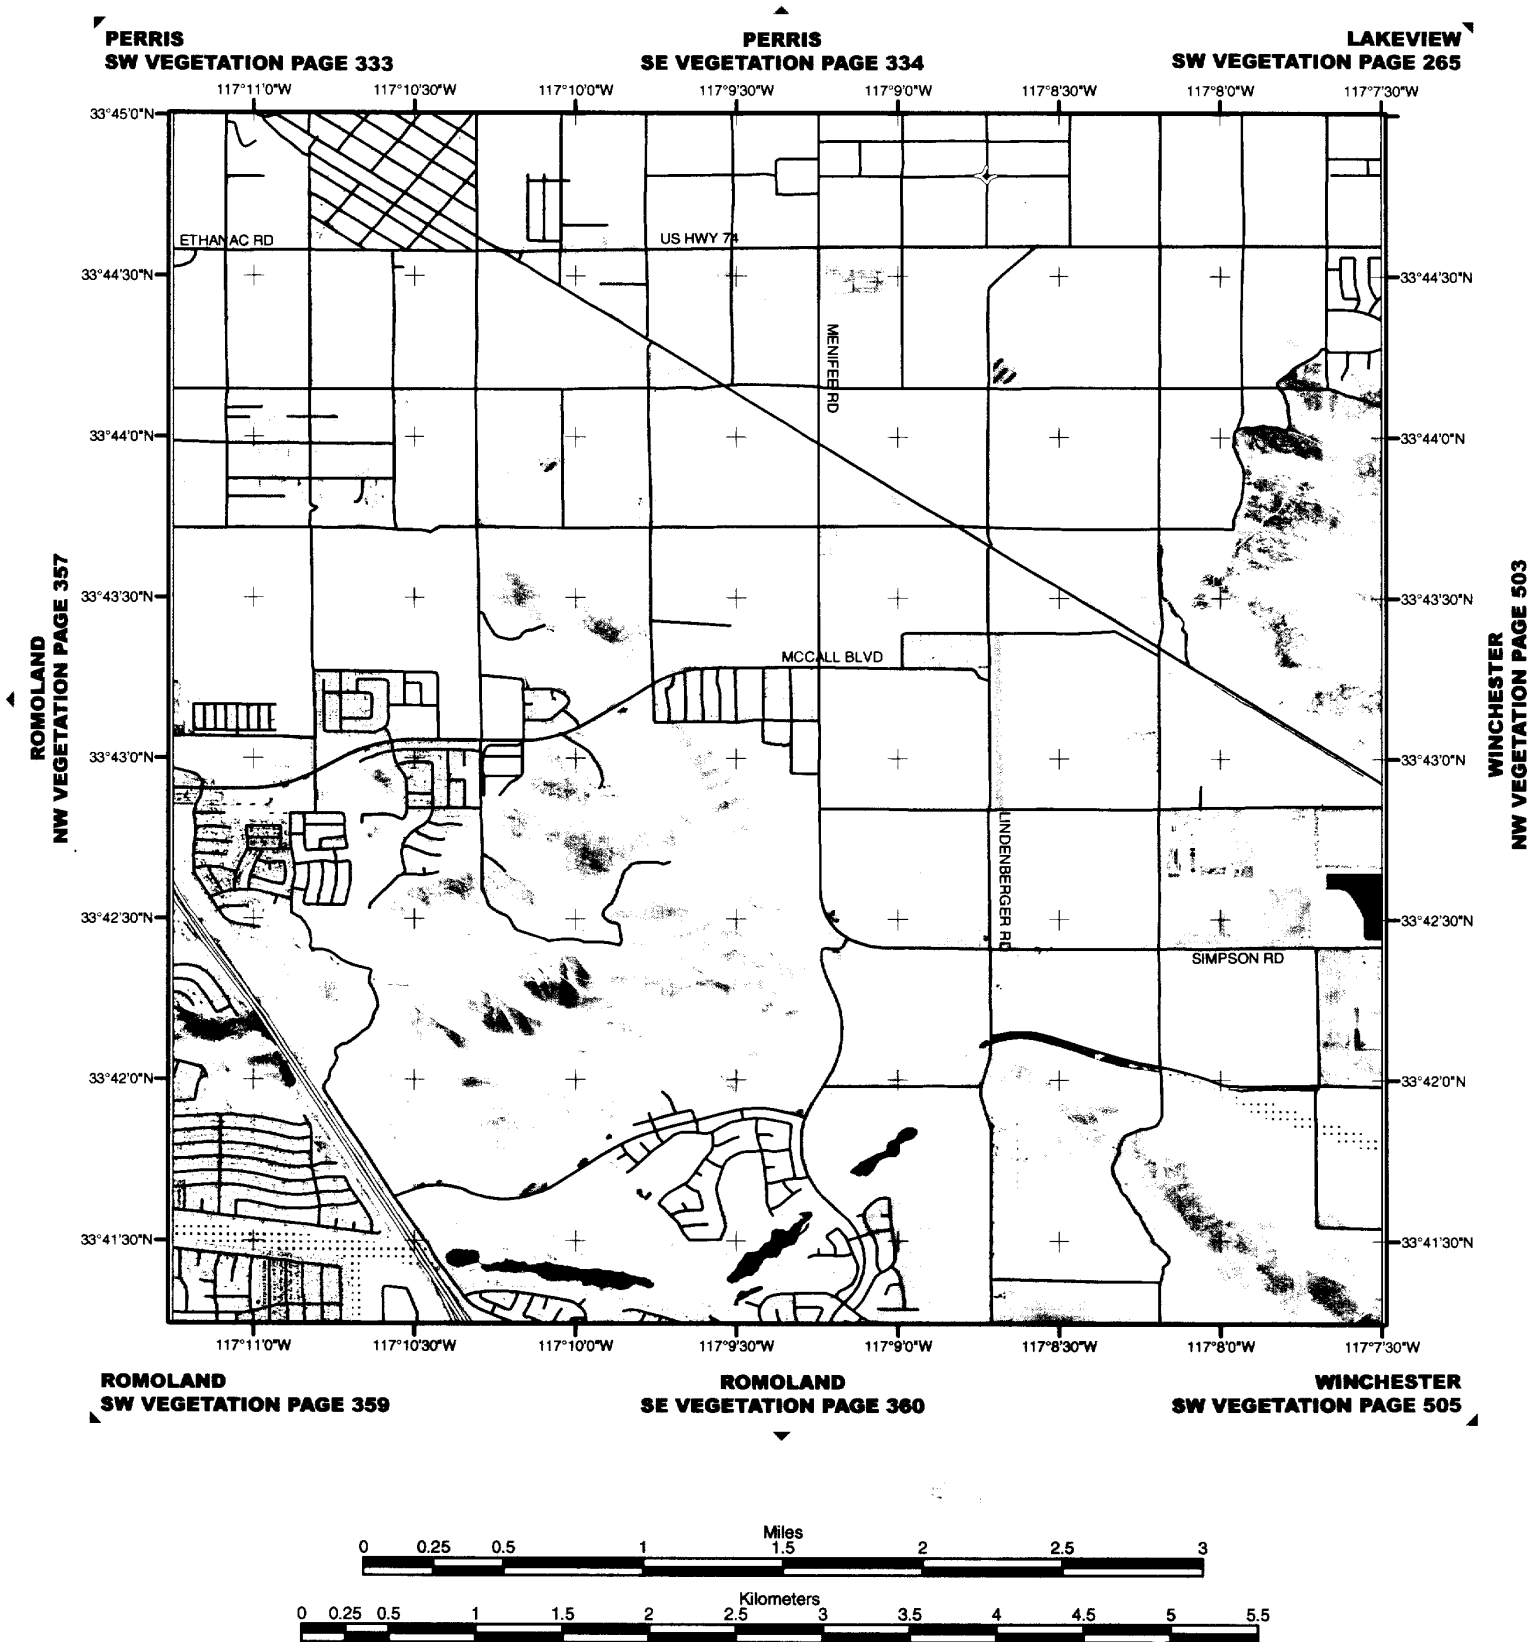 PERRIS
SW VEGETATION PAGE 333
PERRIS
SE VEGETATION PAGE 334
LAKEVIEW
SW VEGETATION PAGE 265
117°11'0"W
117°10'30"W
117°10'0"W
117°9'30"W
117°9'0"W
117°8'30"W
117°8'0"W
117°7'30"W
33°45'0"N
ETHANAC RD
US HWY 74
33°44'30"N
33°44'30"N
MENIFEE RD
33°44'0"N
33°44'0"N
33°43'30"N
33°43'30"N
ROMOLAND
NW VEGETATION PAGE 357
WINCHESTER
NW VEGETATION PAGE 503
MCCALL BLVD
33°43'0"N
33°43'0"N
LINDENBERGER RD
33°42'30"N
33°42'30"N
SIMPSON RD
33°42'0"N
33°42'0"N
33°41'30"N
33°41'30"N
117°11'0"W
117°10'30"W
117°10'0"W
117°9'30"W
117°9'0"W
117°8'30"W
117°8'0"W
117°7'30"W
ROMOLAND
SW VEGETATION PAGE 359
ROMOLAND
SE VEGETATION PAGE 360
WINCHESTER
SW VEGETATION PAGE 505
Miles
0 0.25 0.5 1 1.5 2 2.5 3
Kilometers
0 0.25 0.5 1 1.5 2 2.5 3 3.5 4 4.5 5 5.5